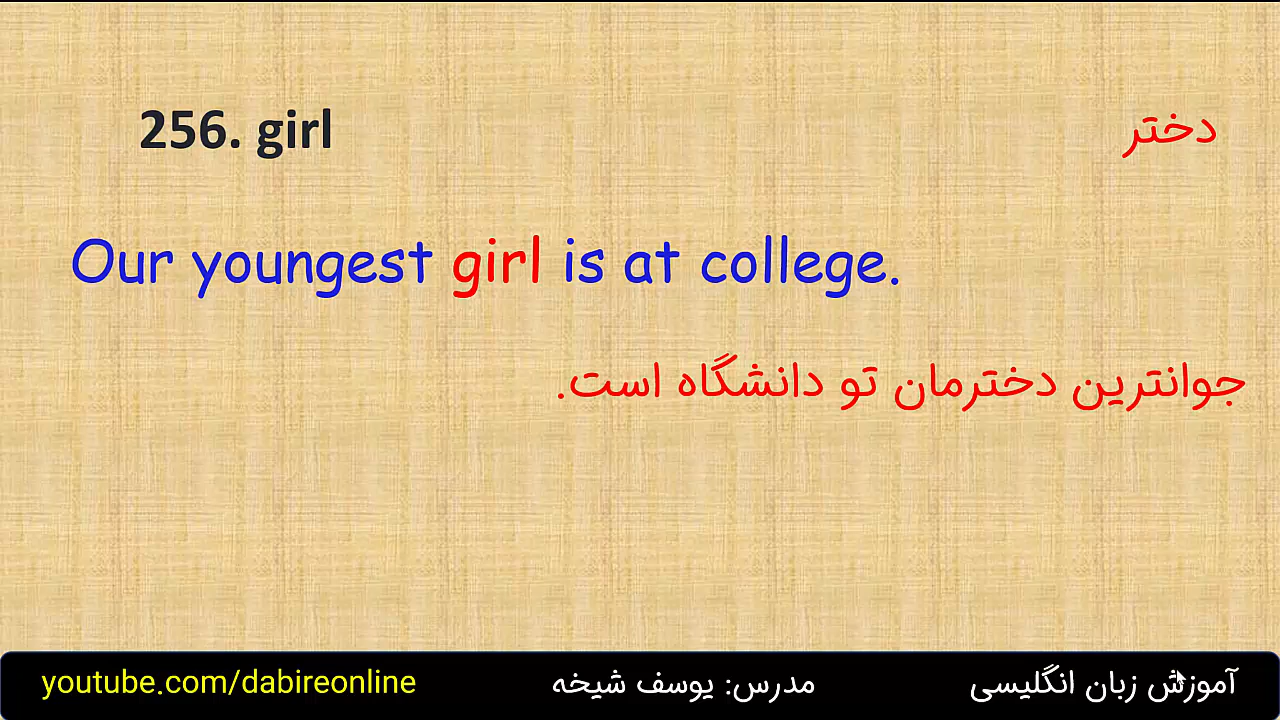 256. girl
دختر
Our youngest girl is at college.
جوانترین دخترمان تو دانشگاه است.
youtube.com/dabireonline
مدرس: یوسف شیخه
آموزش زبان انگلیسی